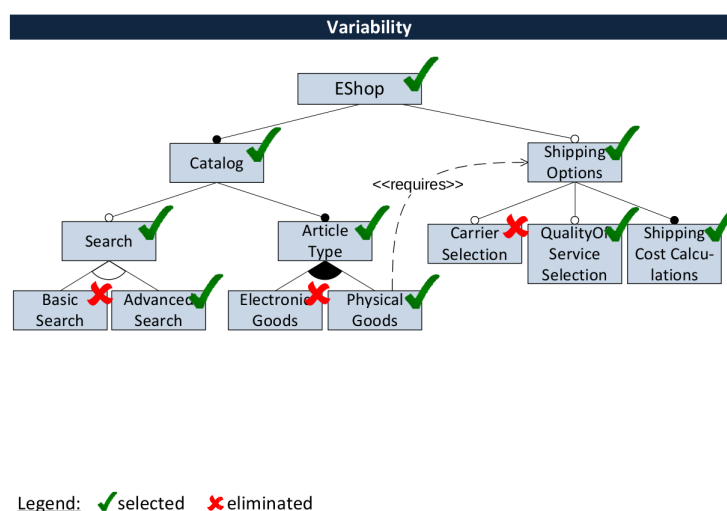 Variability
EShop
Catalog
Shipping
Options
<<requires>>
Search
Article
Type
Carrier
Selection
QualityOf
Service
Selection
Shipping
Cost Calcu-
lations
Basic
Search
Advanced
Search
Electronic
Goods
Physical
Goods
Legend: selected eliminated